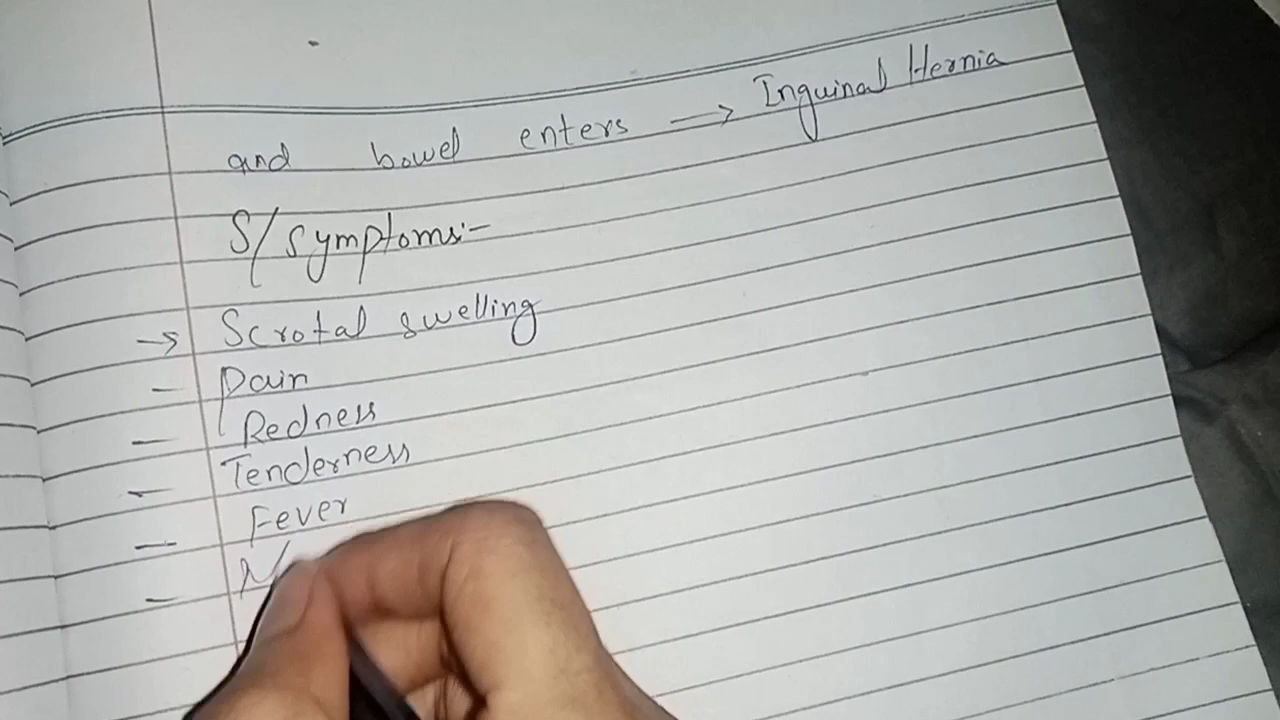 and bowel enters → Inguinal Hernia
S/Symptoms:-
→ Scrotal swelling
- Pain
- Redness
- Tenderness
- Fever
- N